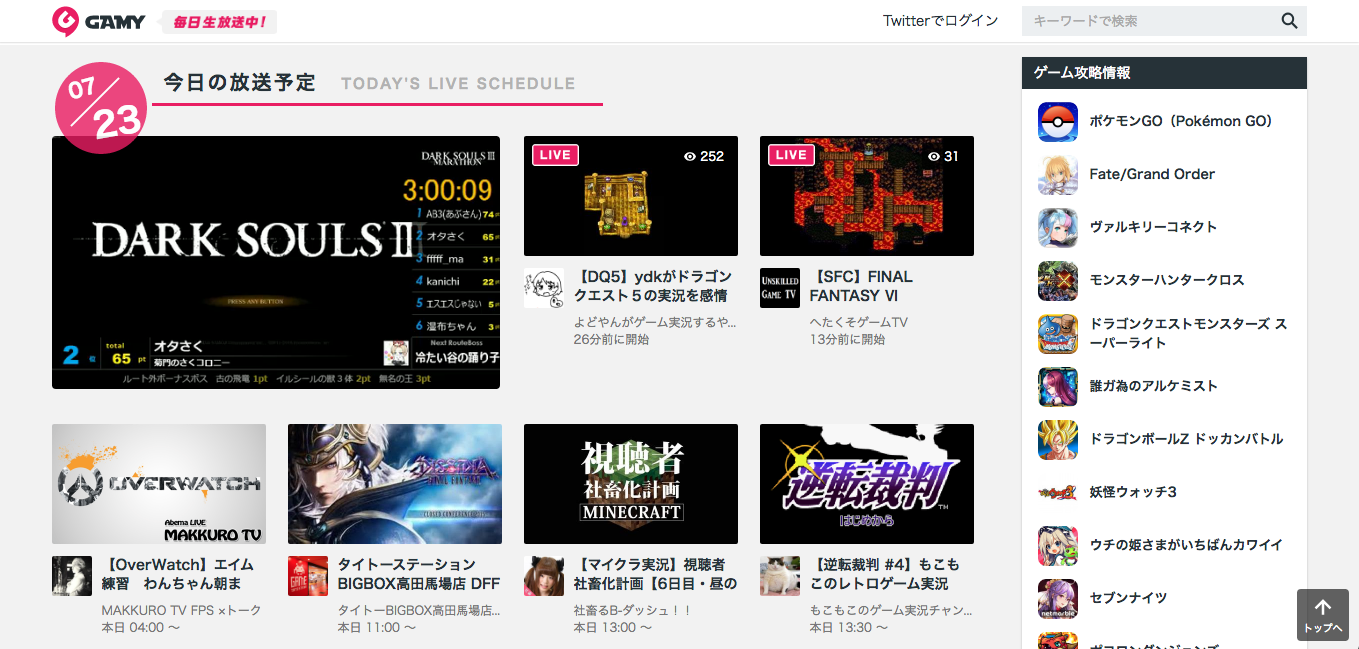 GAMY
毎日生放送中!
Twitterでログイン
キーワードで検索
07
23
今日の放送予定
TODAY'S LIVE SCHEDULE
DARK SOULS III
MARATHON
3:00:09
1 AB3(あぶさん) 74
2 オタさく 65
3 fffff_ma 31
4 kanichi 22
5 エスエスじゃない 5
6 湿布ちゃん 3
DARK SOULS II
PRESS ANY BUTTON
2 位
total
65 pt
オタさく
菊門のさくコロニー
Next RouteBoss
冷たい谷の踊り子
ルート外ボーナスボス 古の飛竜 1pt イルシールの獣3体 2pt 無名の王 3pt
LIVE
252
【DQ5】ydkがドラゴン
クエスト5の実況を感情
よどやんがゲーム実況するや...
26分前に開始
LIVE
31
UNSKILLED
GAME TV
【SFC】FINAL
FANTASY VI
へたくそゲームTV
13分前に開始
OVERWATCH
Abema LIVE
MAKKURO TV
【OverWatch】エイム
練習 わんちゃん朝ま
MAKKURO TV FPS ×トーク
本日 04:00 〜
DISSIDIA
FINAL FANTASY
CLOSED CONFERENCE
GAME
タイトーステーション
BIGBOX高田馬場店 DFF
タイトーBIGBOX高田馬場店...
本日 11:00 〜
視聴者
社畜化計画
MINECRAFT
【マイクラ実況】視聴者
社畜化計画【6日目・昼の
社畜るB-ダッシュ!!
本日 13:00 〜
逆転裁判
TM
はじめから
【逆転裁判 #4】もこも
このレトロゲーム実況
もこもこのゲーム実況チャン...
本日 13:30 〜
ゲーム攻略情報
ポケモンGO（Pokémon GO）
Fate/Grand Order
ヴァルキリーコネクト
モンスターハンタークロス
ドラゴンクエストモンスターズ ス
ーパーライト
誰ガ為のアルケミスト
ドラゴンボールZ ドッカンバトル
妖怪ウォッチ3
ウチの姫さまがいちばんカワイイ
netmarble
セブンナイツ
ポコロンダンジョンズ
トップへ